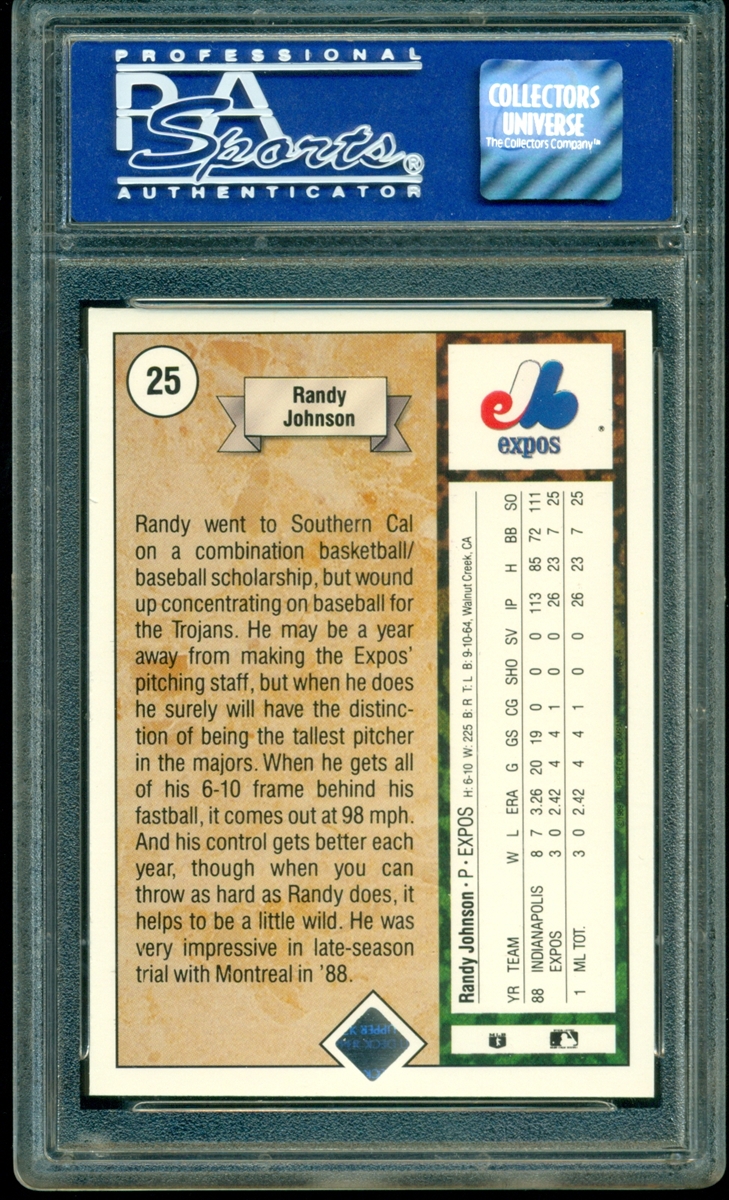 PROFESSIONAL
PSA
Sports®
AUTHENTICATOR
COLLECTORS
UNIVERSE
The Collectors Company™
25
Randy
Johnson
Randy went to Southern Cal
on a combination basketball/
baseball scholarship, but wound
up concentrating on baseball for
the Trojans. He may be a year
away from making the Expos'
pitching staff, but when he does
he surely will have the distinc-
tion of being the tallest pitcher
in the majors. When he gets all
of his 6-10 frame behind his
fastball, it comes out at 98 mph.
And his control gets better each
year, though when you can
throw as hard as Randy does, it
helps to be a little wild. He was
very impressive in late-season
trial with Montreal in '88.
expos
®
Randy Johnson • P • EXPOS H: 6-10 W: 225 B: R T: L B: 9-10-64, Walnut Creek, CA
YR TEAM W L ERA G GS CG SHO SV IP H BB SO
88 INDIANAPOLIS 8 7 3.26 20 19 0 0 0 113 85 72 111
EXPOS 3 0 2.42 4 4 1 0 0 26 23 7 25
1 ML TOT. 3 0 2.42 4 4 1 0 0 26 23 7 25
UPPER
DECK